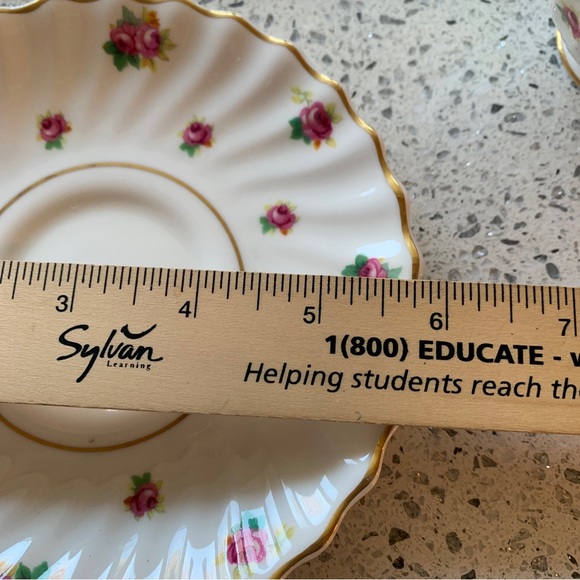 3 4 5 6 7
Sylvan
Learning
1(800) EDUCATE - w
Helping students reach the